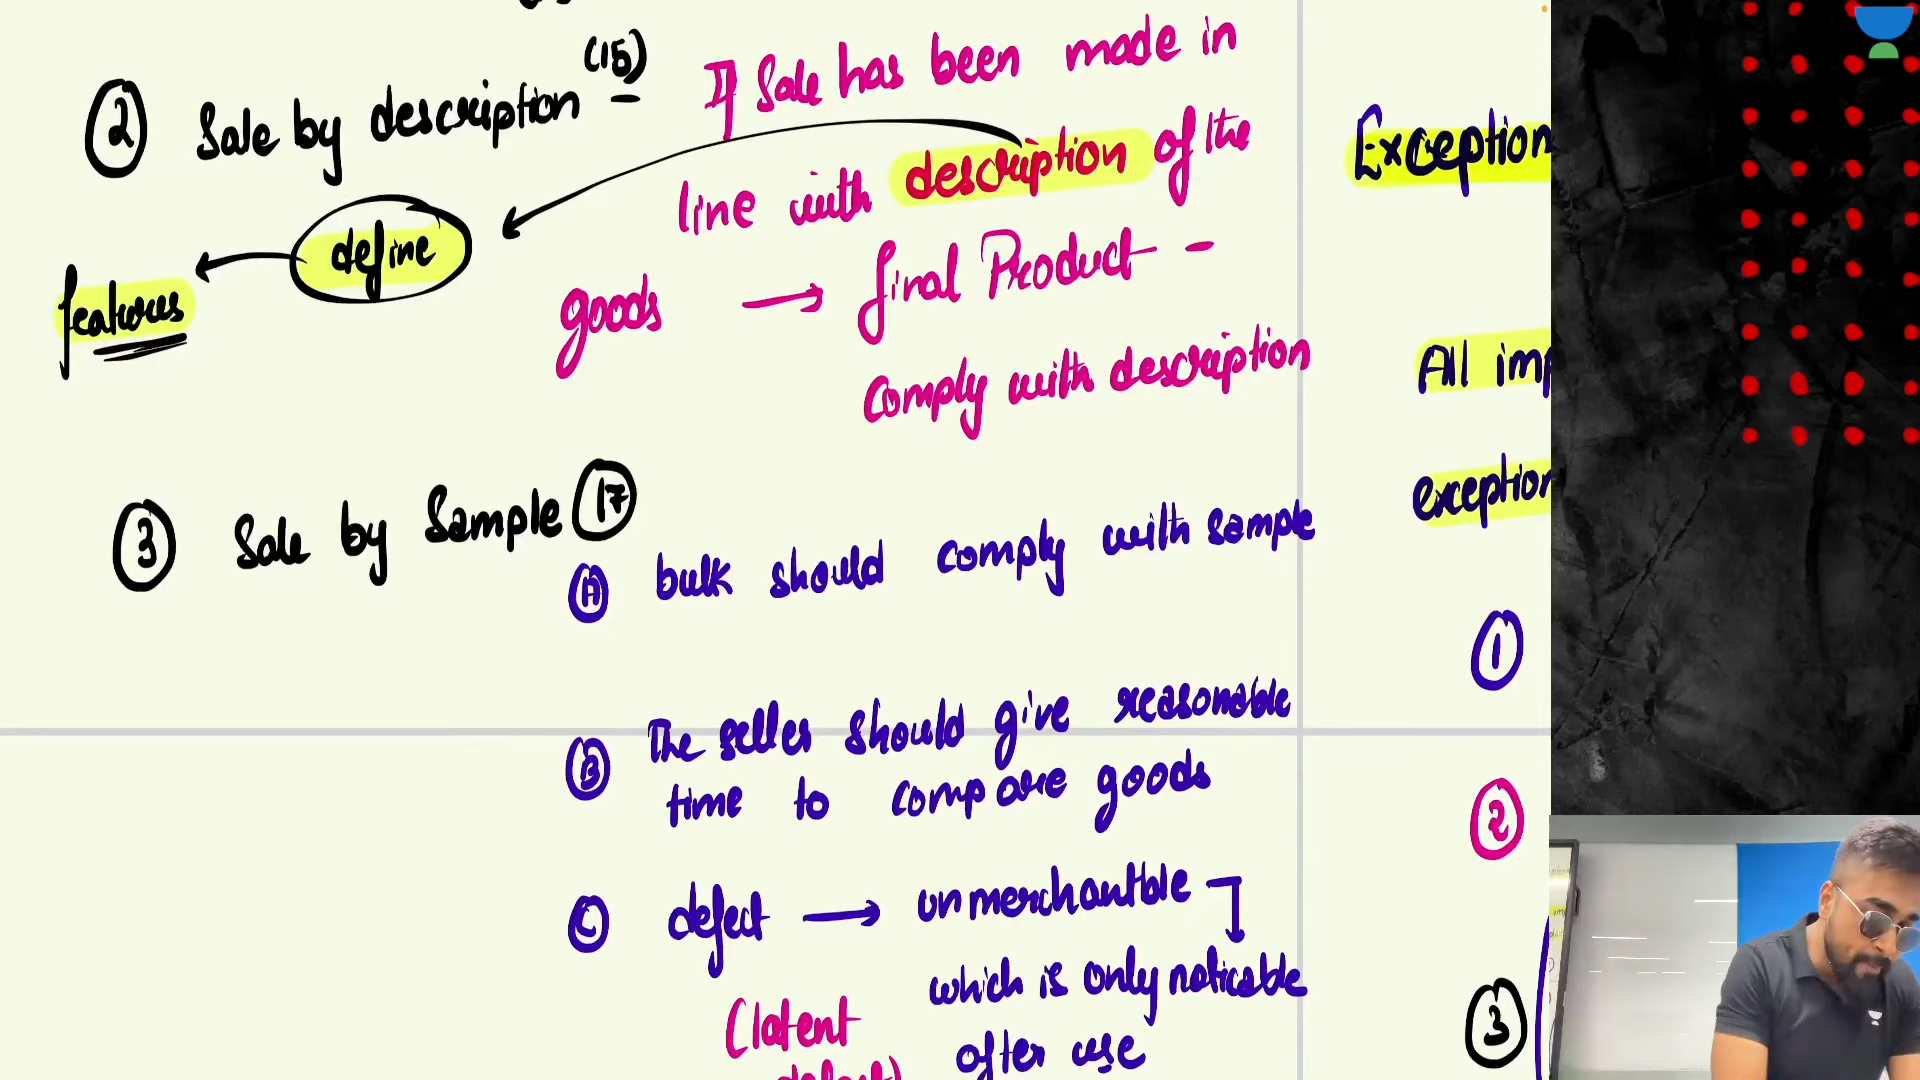 ② Sale by description (15)
If Sale has been made in
line with description of the
goods → final Product -
comply with description
define
features
③ Sale by Sample ⑰
Ⓐ bulk should comply with sample
Ⓑ The seller should give reasonable
time to compare goods
Ⓒ defect → unmerchantble
which is only noticable
after use
(latent
defect)
Exception
All imp
exception
①
②
③